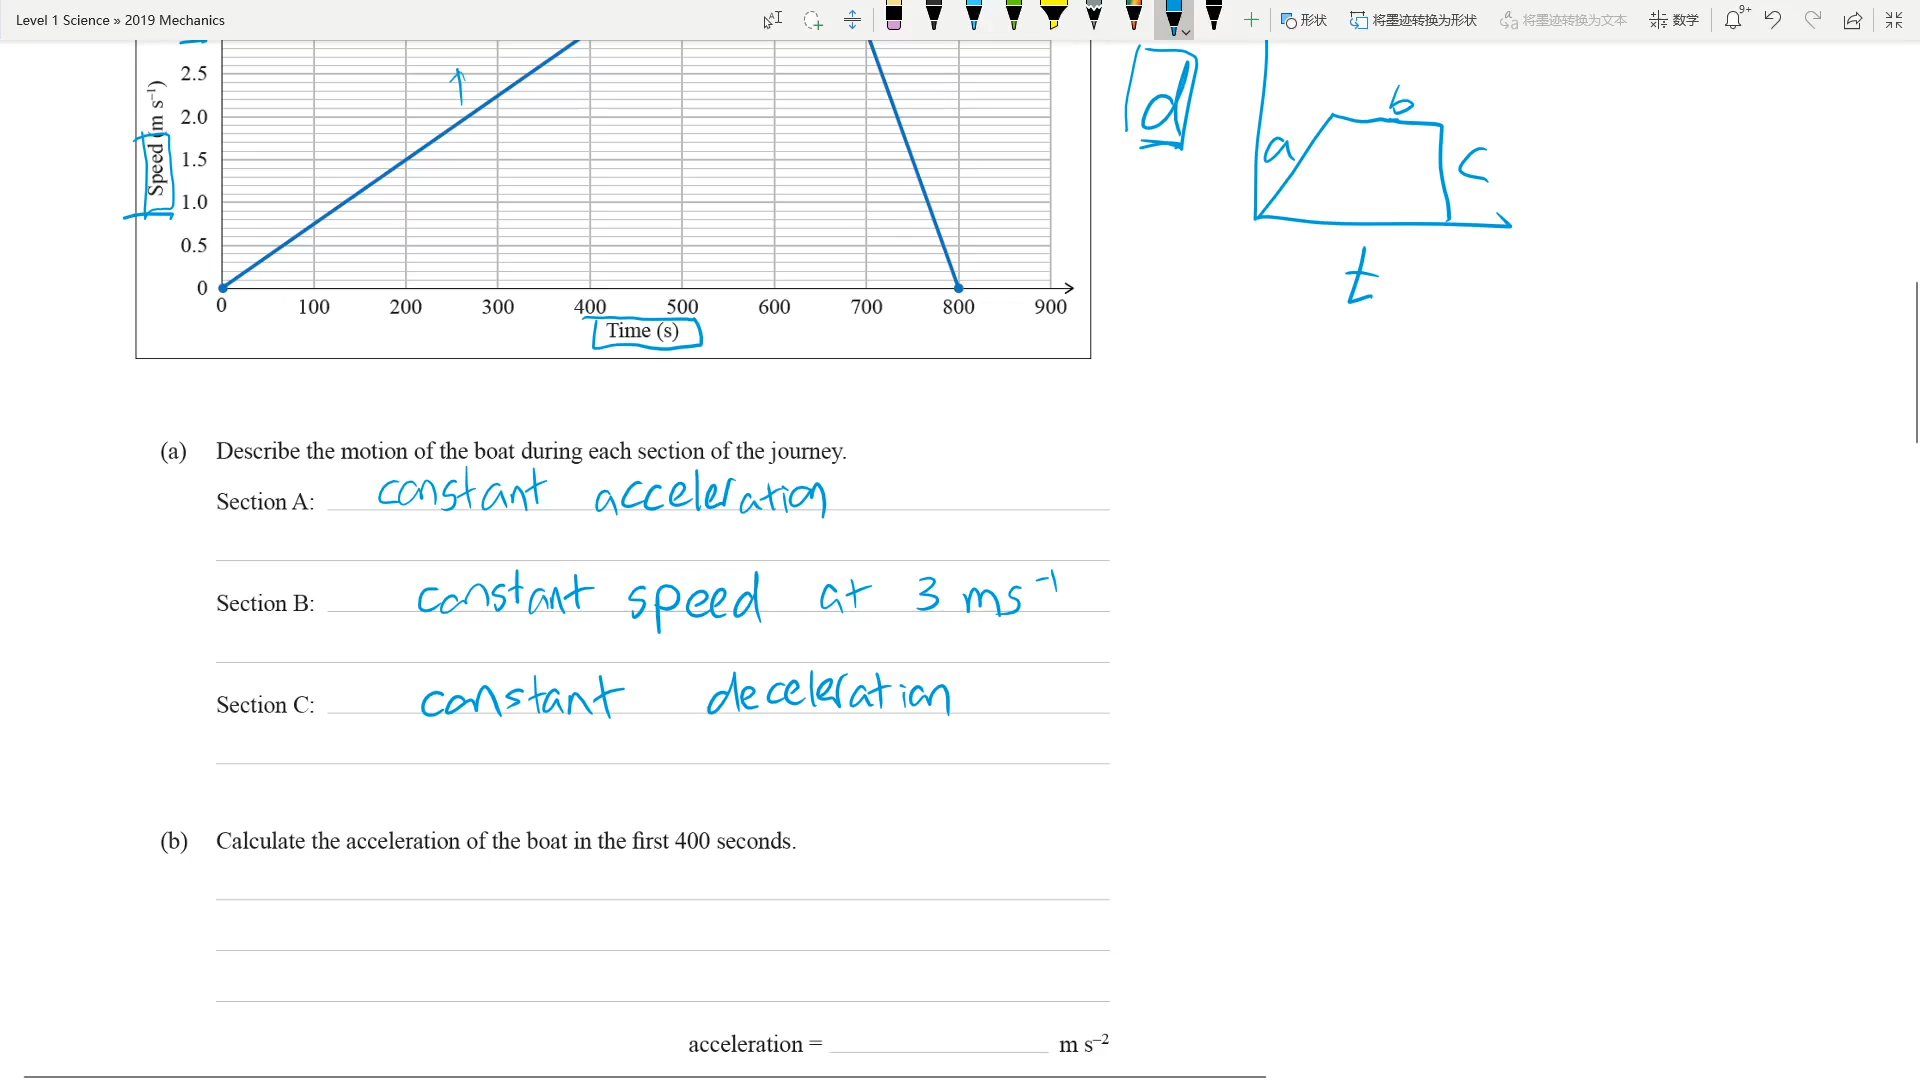 Level 1 Science » 2019 Mechanics
9+
形状
将墨迹转换为形状
将墨迹转换为文本
数学
2.5
2.0
1.5
1.0
0.5
0
Speed (m s⁻¹)
0 100 200 300 400 500 600 700 800 900
Time (s)
d
a
b
c
t
(a) Describe the motion of the boat during each section of the journey.
Section A: constant acceleration
Section B: constant speed at 3 ms⁻¹
Section C: constant deceleration
(b) Calculate the acceleration of the boat in the first 400 seconds.
acceleration = m s⁻²